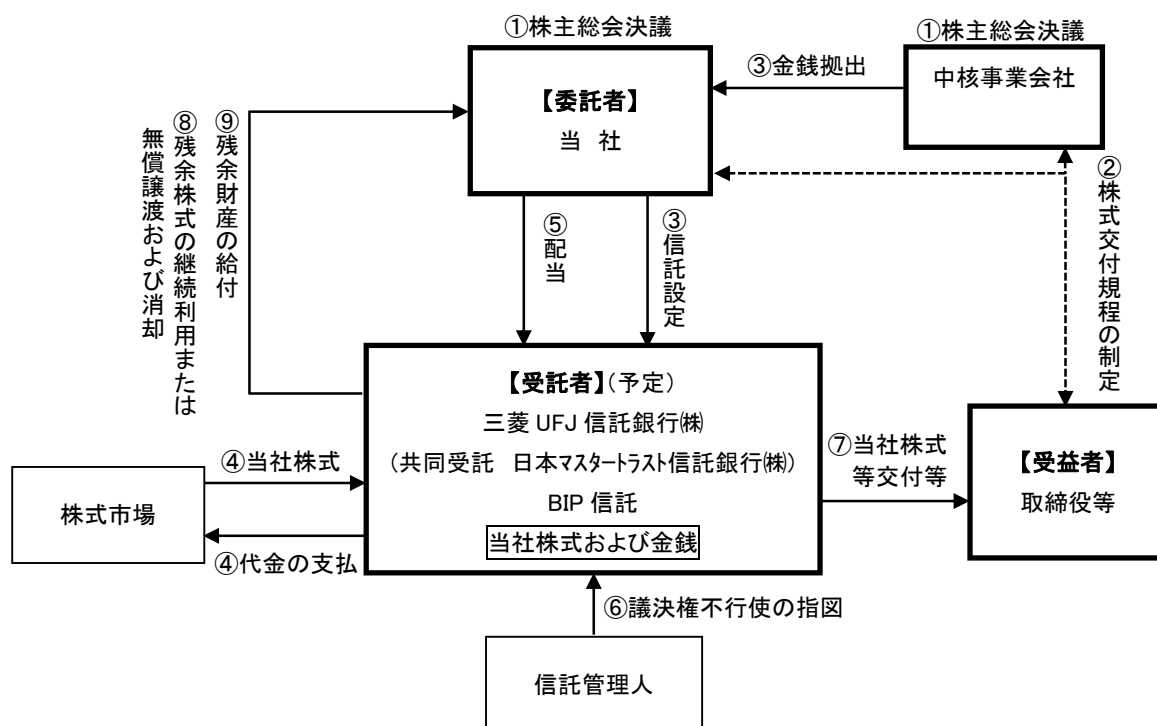 ①株主総会決議
①株主総会決議
③金銭拠出
中核事業会社
【委託者】
当 社
⑧残余株式の継続利用または
無償譲渡および消却
⑨残余財産の給付
⑤配当
③信託設定
②株式交付規程の制定
【受託者】(予定)
三菱 UFJ 信託銀行㈱
(共同受託 日本ﾏｽﾀｰﾄﾗｽﾄ信託銀行㈱)
BIP 信託
当社株式および金銭
④当社株式
株式市場
④代金の支払
⑦当社株式
等交付等
【受益者】
取締役等
⑥議決権不行使の指図
信託管理人